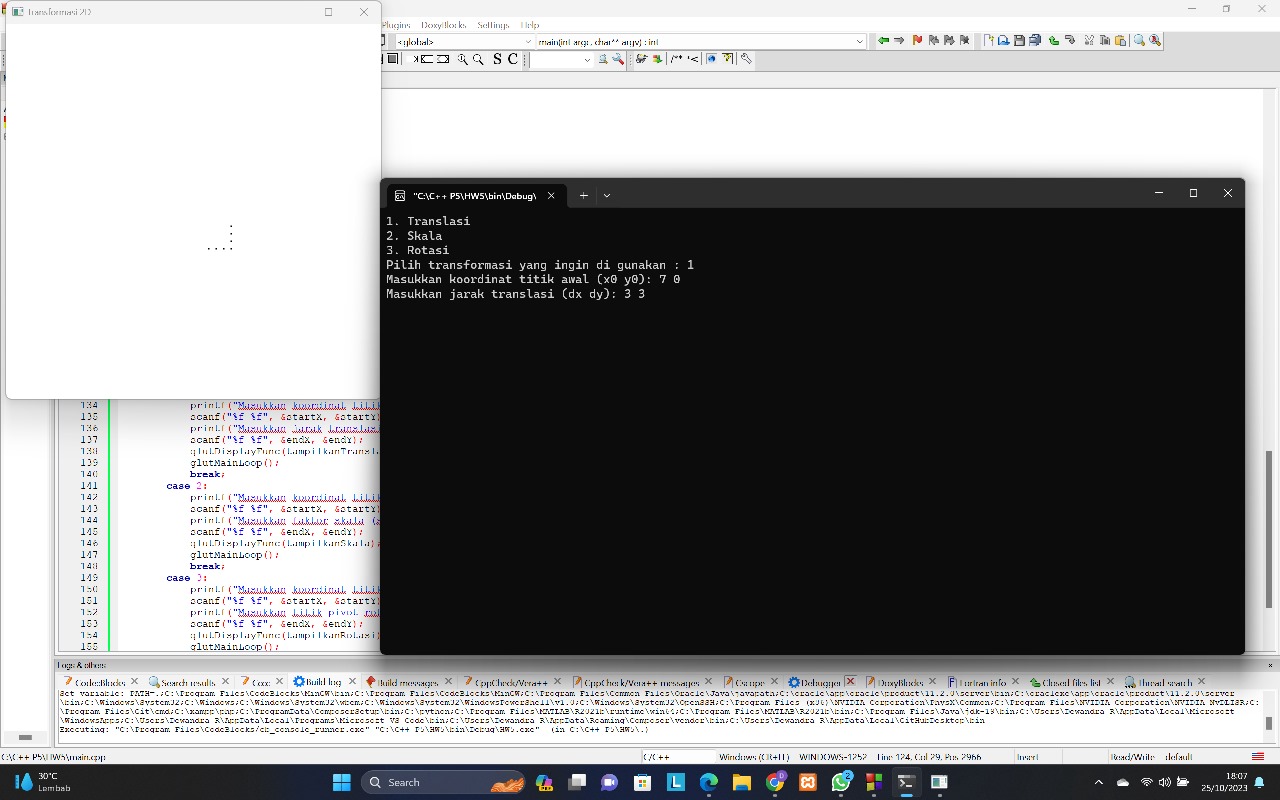 Transformasi 2D
Plugins DoxyBlocks Settings Help
<global> main(int argc, char** argv) : int
S C
/** *<
"C:\C++ P5\HW5\bin\Debug\
1. Translasi
2. Skala
3. Rotasi
Pilih transformasi yang ingin di gunakan : 1
Masukkan koordinat titik awal (x0 y0): 7 0
Masukkan jarak translasi (dx dy): 3 3
134 printf("Masukkan koordinat titik
135 scanf("%f %f", &startX, &startY)
136 printf("Masukkan jarak translasi
137 scanf("%f %f", &endX, &endY);
138 glutDisplayFunc(tampilkanTransla
139 glutMainLoop();
140 break;
141 case 2:
142 printf("Masukkan koordinat titik
143 scanf("%f %f", &startX, &startY)
144 printf("Masukkan faktor skala (s
145 scanf("%f %f", &endX, &endY);
146 glutDisplayFunc(tampilkanSkala);
147 glutMainLoop();
148 break;
149 case 3:
150 printf("Masukkan koordinat titik
151 scanf("%f %f", &startX, &startY)
152 printf("Masukkan titik pivot rot
153 scanf("%f %f", &endX, &endY);
154 glutDisplayFunc(tampilkanRotasi)
155 glutMainLoop();
Logs & others
Code::Blocks Search results Cccc Build log Build messages CppCheck/Vera++ CppCheck/Vera++ messages Cscope Debugger DoxyBlocks Fortran info Closed files list Thread search
Set variable: PATH=.;C:\Program Files\CodeBlocks\MinGW\bin;C:\Program Files\CodeBlocks\MinGW;C:\Program Files\Common Files\Oracle\Java\javapath;C:\oraclexe\app\oracle\product\11.2.0\server\bin;C:\oraclexe\app\oracle\product\11.2.0\server
\bin;C:\Windows\System32;C:\Windows;C:\Windows\System32\wbem;C:\Windows\System32\WindowsPowerShell\v1.0;C:\Windows\System32\OpenSSH;C:\Program Files (x86)\NVIDIA Corporation\PhysX\Common;C:\Program Files\NVIDIA Corporation\NVIDIA NvDLISR;C:
\Program Files\Git\cmd;C:\xampp\php;C:\ProgramData\ComposerSetup\bin;C:\python;C:\Program Files\MATLAB\R2021b\runtime\win64;C:\Program Files\MATLAB\R2021b\bin;C:\Program Files\Java\jdk-19\bin;C:\Users\Dewandra R\AppData\Local\Microsoft
\WindowsApps;C:\Users\Dewandra R\AppData\Local\Programs\Microsoft VS Code\bin;C:\Users\Dewandra R\AppData\Roaming\Composer\vendor\bin;C:\Users\Dewandra R\AppData\Local\GitHubDesktop\bin
Executing: "C:\Program Files\CodeBlocks/cb_console_runner.exe" "C:\C++ P5\HW5\bin\Debug\HW5.exe" (in C:\C++ P5\HW5\.)
C:\C++ P5\HW5\main.cpp C/C++ Windows (CR+LF) WINDOWS-1252 Line 124, Col 29, Pos 2966 Insert Read/Write default
30°C
Lembab
Search
2
18:07
25/10/2023